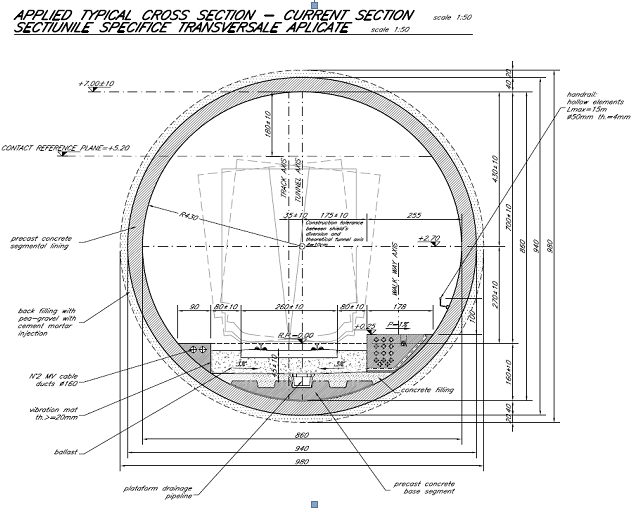 APPLIED TYPICAL CROSS SECTION – CURRENT SECTION scale 1:50
SECTIUNILE SPECIFICE TRANSVERSALE APLICATE scale 1:50
+7.00±10
CONTACT REFERENCE PLANE=+5.20
180±10
TRACK AXIS
TUNNEL AXIS
R430
35±10 175±10 255
Construction tolerance
between shield's
diversion and
theoretical tunnel axis
+2.70
WALK WAY AXIS
90 80±10 260±10 80±10 178
R.P.=0.00
+0.25
P=1%
3% 3%
100
handrail:
hollow elements
Lmax=15m
Ø50mm th.=4mm
430±10
270±10
160±10
700±10
860
940
980
precast concrete
segmental lining
back filling with
pea-gravel with
cement mortar
injection
N°2 MV cable
ducts Ø160
vibration mat
th.>=20mm
ballast
concrete filling
860
940
980
plataform drainage
pipeline
precast concrete
base segment